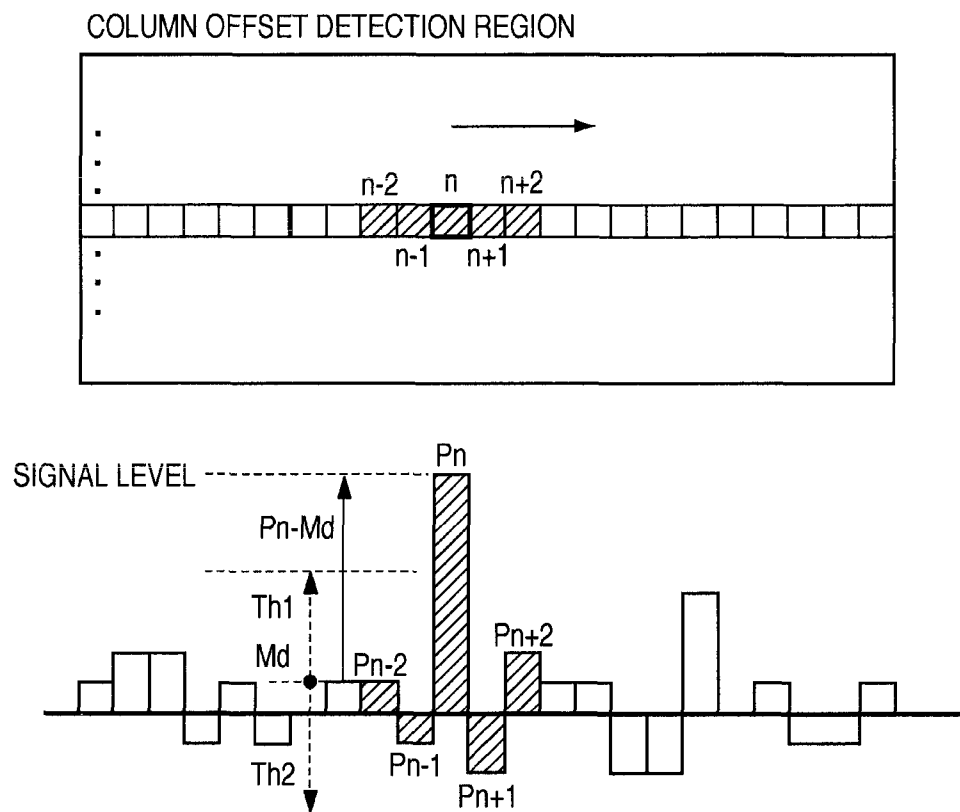 COLUMN OFFSET DETECTION REGION
n-2 n n+2
n-1 n+1
SIGNAL LEVEL
Pn
Pn-Md
Th1
Md
Pn-2
Pn+2
Th2
Pn-1
Pn+1